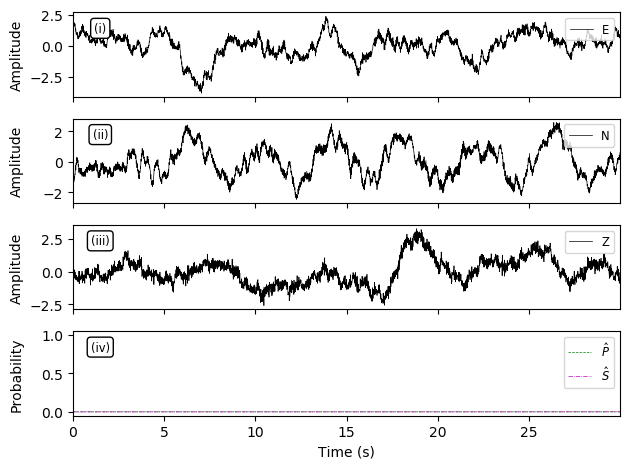 2.5
0.0
−2.5
Amplitude
(i)
E
2
0
−2
Amplitude
(ii)
N
2.5
0.0
−2.5
Amplitude
(iii)
Z
1.0
0.5
0.0
Probability
(iv)
P̂
Ŝ
0 5 10 15 20 25
Time (s)